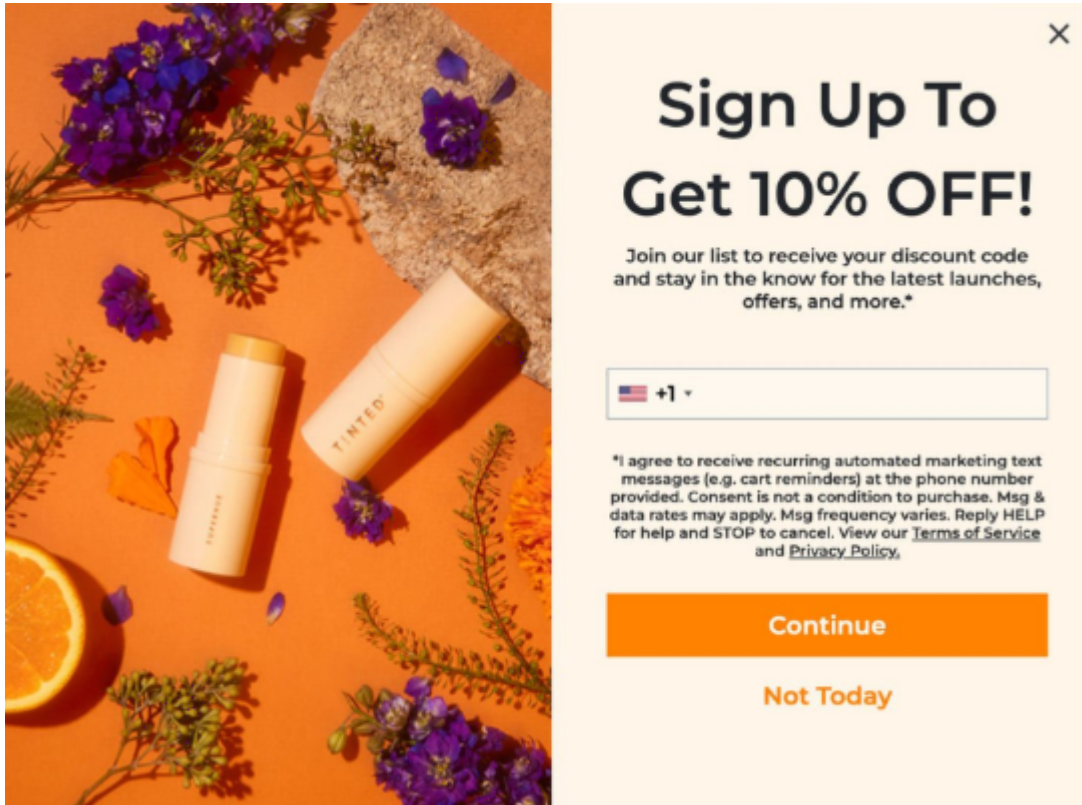 Sign Up To
Get 10% OFF!
Join our list to receive your discount code
and stay in the know for the latest launches,
offers, and more.*
+1
*I agree to receive recurring automated marketing text
messages (e.g. cart reminders) at the phone number
provided. Consent is not a condition to purchase. Msg &
data rates may apply. Msg frequency varies. Reply HELP
for help and STOP to cancel. View our Terms of Service
and Privacy Policy.
Continue
Not Today
TINTED